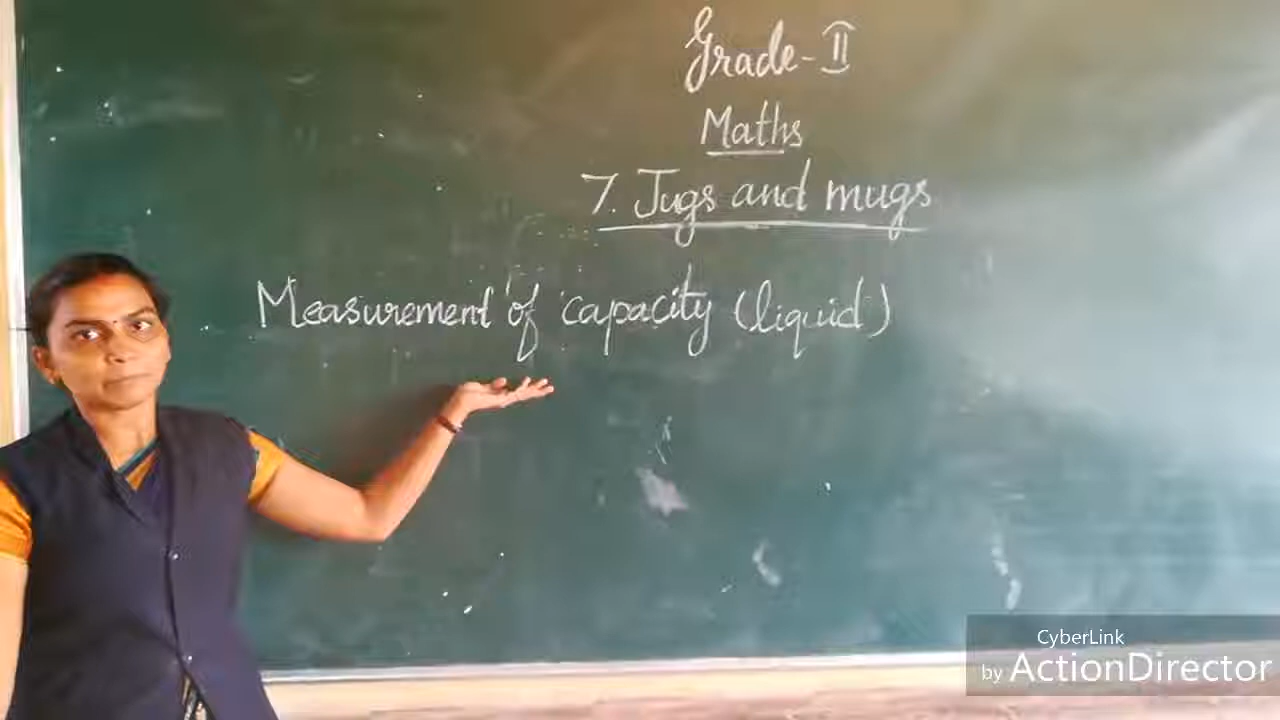 Grade-II
Maths
7. Jugs and mugs
Measurement of capacity (liquid)
CyberLink
by ActionDirector